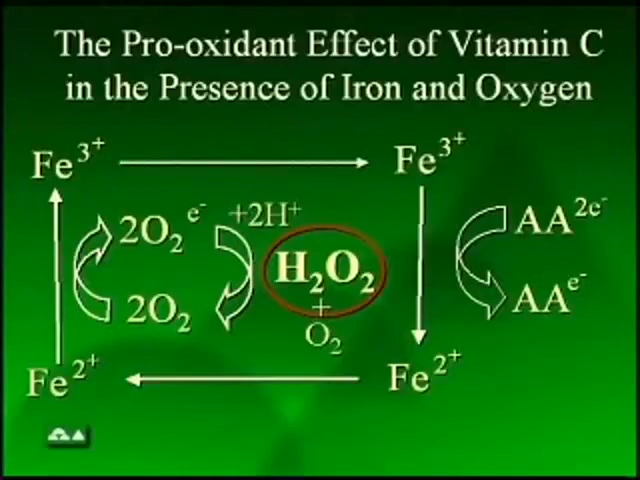 The Pro-oxidant Effect of Vitamin C
in the Presence of Iron and Oxygen
Fe³⁺
Fe³⁺
2O₂ e⁻
+2H⁺
AA²ᵉ⁻
H₂O₂
2O₂
+
O₂
AAᵉ⁻
Fe²⁺
Fe²⁺